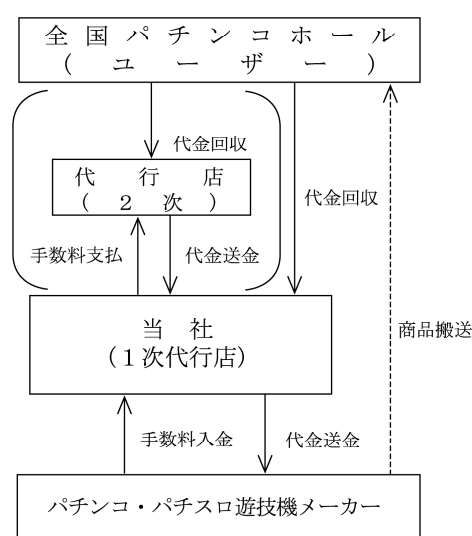 全国パチンコホール
（ユーザー）
代金回収
代行店
（２次）
代金回収
手数料支払
代金送金
当社
（１次代行店）
商品搬送
手数料入金
代金送金
パチンコ・パチスロ遊技機メーカー